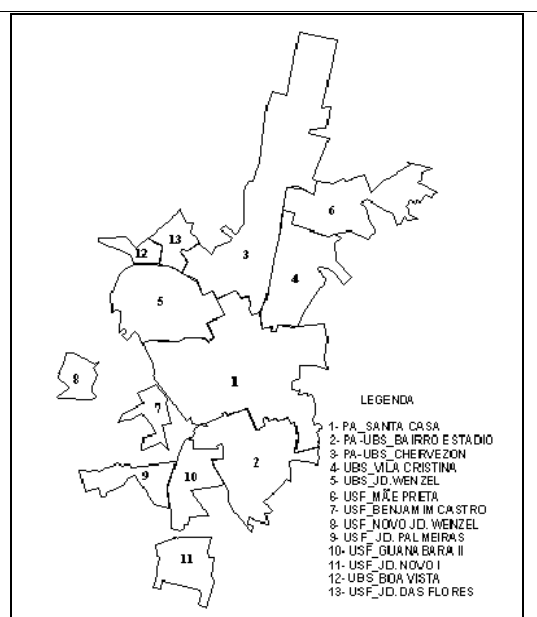 6
13
12
3
4
5
1
8
7
2
9
10
11
LEGENDA
1- PA_SANTA CASA
2- PA-UBS_BAIRRO ESTADIO
3- PA-UBS_CHERVEZON
4- UBS_VILA CRISTINA
5- UBS_JD.WENZEL
6- USF_MÃE PRETA
7- USF_BENJAMIM CASTRO
8- USF_NOVO JD. WENZEL
9- USF_JD. PALMEIRAS
10- USF_GUANABARA II
11- USF_JD. NOVO I
12- UBS_BOA VISTA
13- USF_JD. DAS FLORES